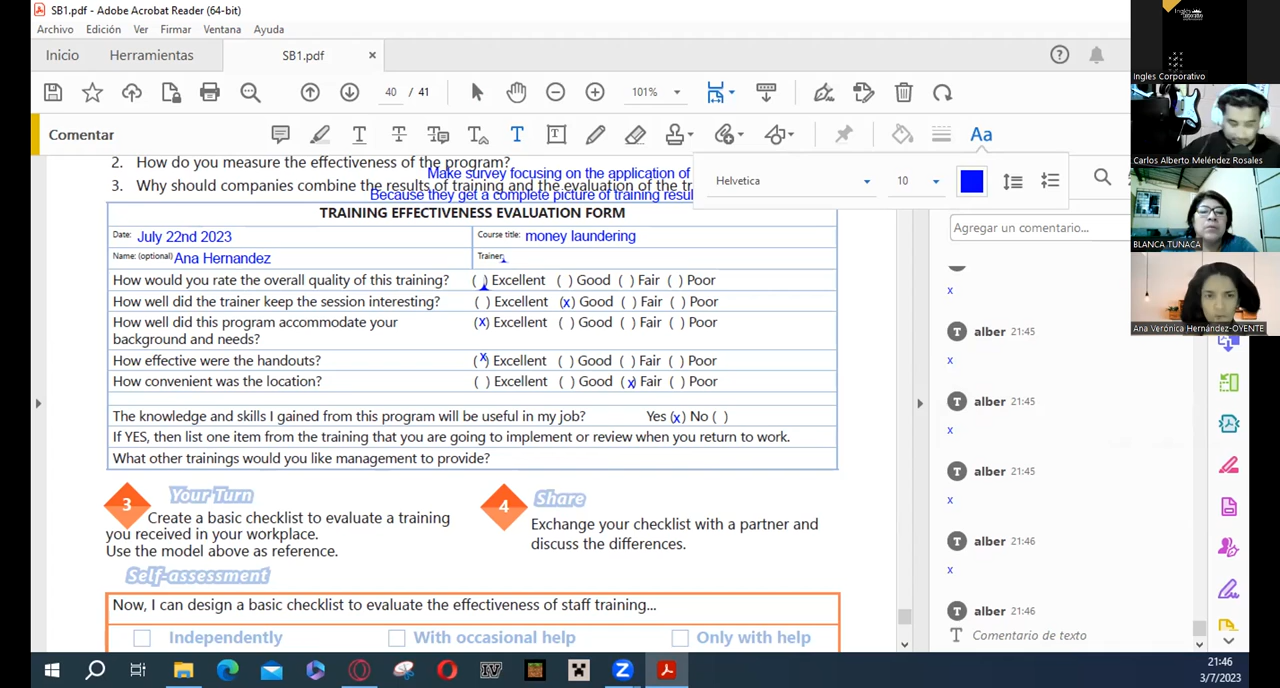 SB1.pdf - Adobe Acrobat Reader (64-bit)
Archivo Edición Ver Firmar Ventana Ayuda
Inicio Herramientas SB1.pdf ×
40 / 41 101%
Comentar
Aa
Helvetica 10
2. How do you measure the effectiveness of the program?
Make survey focusing on the application of
3. Why should companies combine the results of training and the evaluation of the tr
Because they get a complete picture of training resul
TRAINING EFFECTIVENESS EVALUATION FORM
Date: July 22nd 2023 Course title: money laundering
Name: (optional) Ana Hernandez Trainer:
How would you rate the overall quality of this training? ( ) Excellent ( ) Good ( ) Fair ( ) Poor
How well did the trainer keep the session interesting? ( ) Excellent (x) Good ( ) Fair ( ) Poor
How well did this program accommodate your
background and needs? (x) Excellent ( ) Good ( ) Fair ( ) Poor
How effective were the handouts? (x) Excellent ( ) Good ( ) Fair ( ) Poor
How convenient was the location? ( ) Excellent ( ) Good (x) Fair ( ) Poor
The knowledge and skills I gained from this program will be useful in my job? Yes (x) No ( )
If YES, then list one item from the training that you are going to implement or review when you return to work.
What other trainings would you like management to provide?
3 Your Turn
Create a basic checklist to evaluate a training
you received in your workplace.
Use the model above as reference.
4 Share
Exchange your checklist with a partner and
discuss the differences.
Self-assessment
Now, I can design a basic checklist to evaluate the effectiveness of staff training...
Independently With occasional help Only with help
Agregar un comentario...
x
T alber 21:45
x
T alber 21:45
x
T alber 21:45
x
T alber 21:46
x
T alber 21:46
T Comentario de texto
Inglés
Corporativo
Ingles Corporativo
Carlos Alberto Meléndez Rosales
BLANCA TUNACA
Ana Verónica Hernández-OYENTE
21:46
3/7/2023